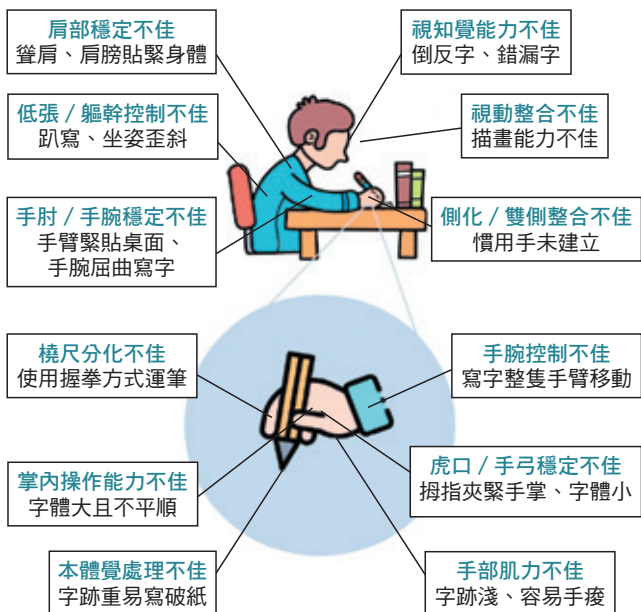 肩部穩定不佳
聳肩、肩膀貼緊身體
視知覺能力不佳
倒反字、錯漏字
低張 / 軀幹控制不佳
趴寫、坐姿歪斜
視動整合不佳
描畫能力不佳
手肘 / 手腕穩定不佳
手臂緊貼桌面、
手腕屈曲寫字
側化 / 雙側整合不佳
慣用手未建立
橈尺分化不佳
使用握拳方式運筆
手腕控制不佳
寫字整隻手臂移動
掌內操作能力不佳
字體大且不平順
虎口 / 手弓穩定不佳
拇指夾緊手掌、字體小
本體覺處理不佳
字跡重易寫破紙
手部肌力不佳
字跡淺、容易手痠